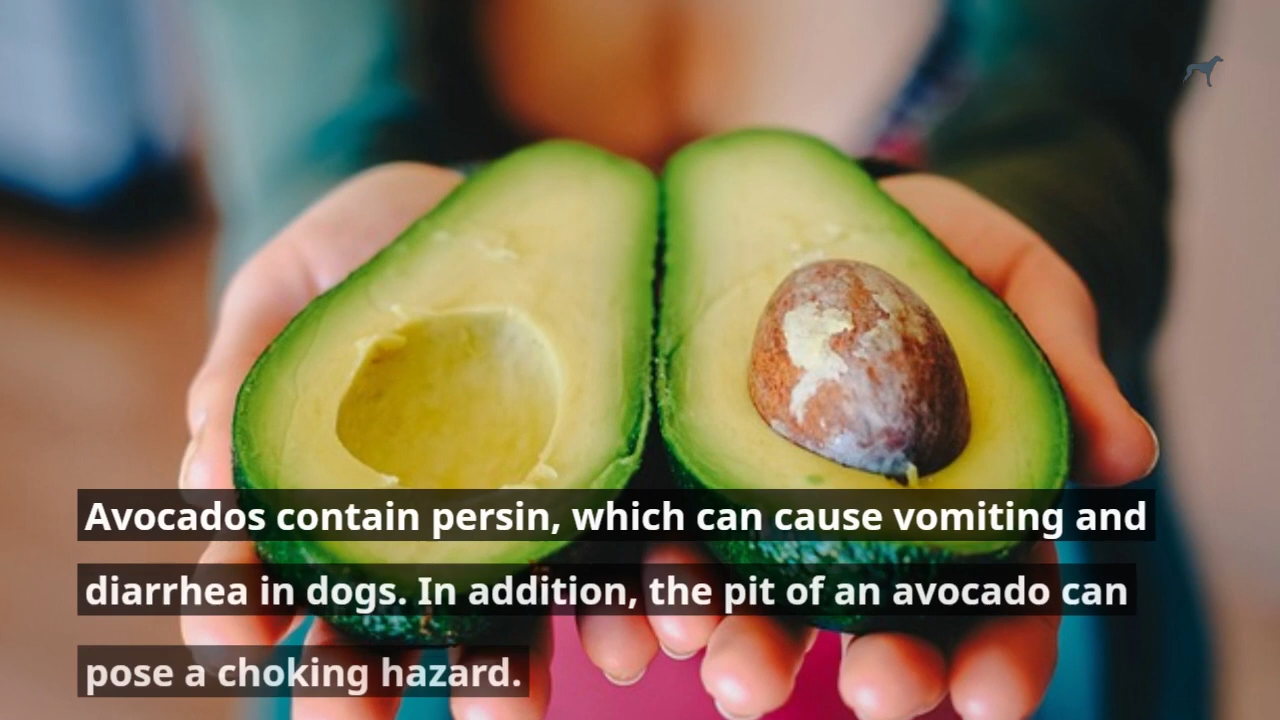 Avocados contain persin, which can cause vomiting and
diarrhea in dogs. In addition, the pit of an avocado can
pose a choking hazard.